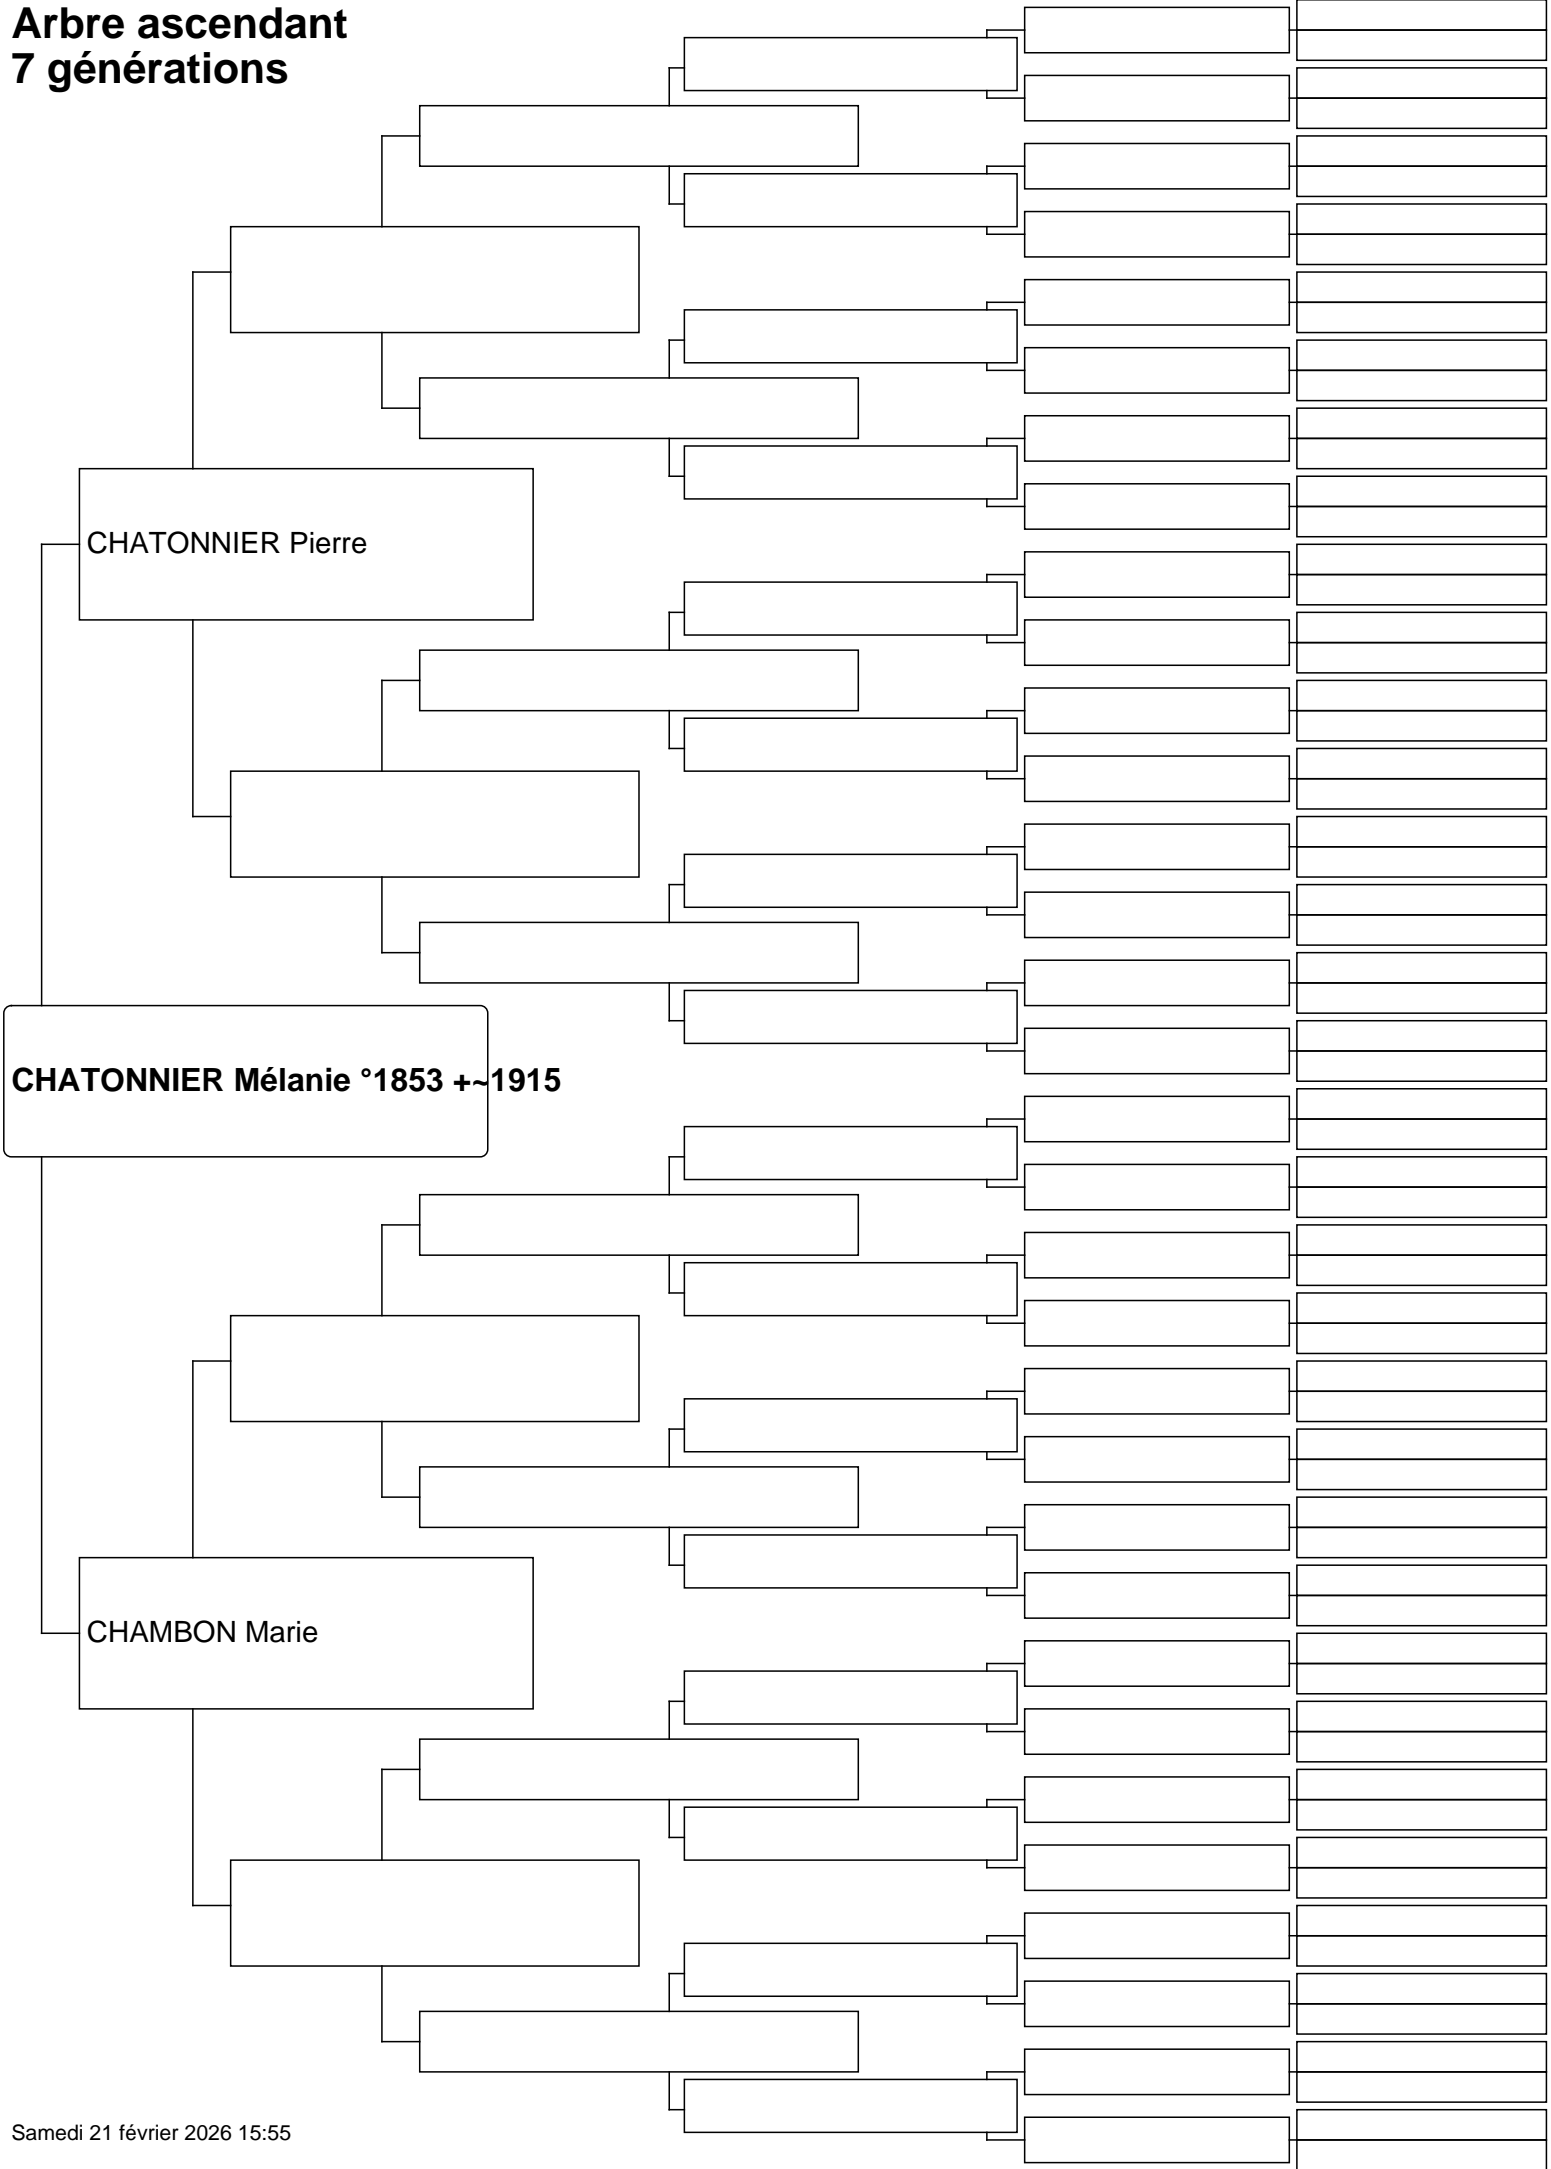 Arbre ascendant
7 générations
CHATONNIER Pierre
CHATONNIER Mélanie °1853 +~1915
CHAMBON Marie
Samedi 21 février 2026 15:55